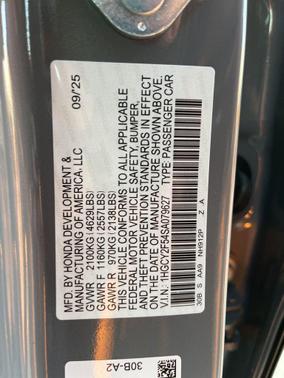 MFD. BY HONDA DEVELOPMENT & 09/25
MANUFACTURING OF AMERICA, LLC
GVWR 2100KG(4629LBS)
GAWR F 1160KG(2557LBS)
GAWR R 970KG(2138LBS)
THIS VEHICLE CONFORMS TO ALL APPLICABLE
FEDERAL MOTOR VEHICLE SAFETY, BUMPER,
AND THEFT PREVENTION STANDARDS IN EFFECT
ON THE DATE OF MANUFACTURE SHOWN ABOVE.
V.I.N.: 1HGCY2F54SA079627 TYPE: PASSENGER CAR
30B S AA9 NH912P Z A
30B-A2